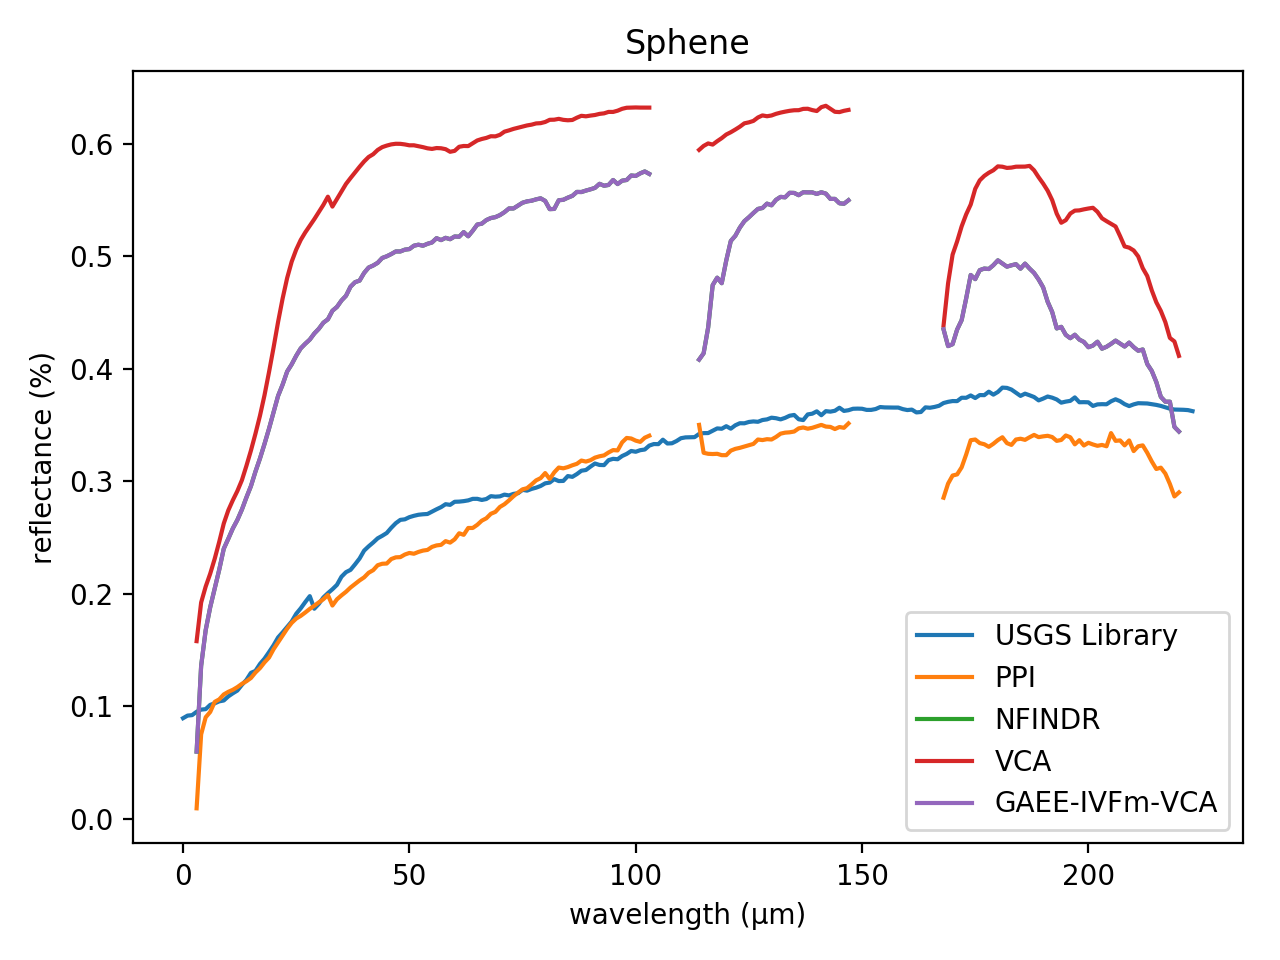 Sphene
0.6
0.5
0.4
0.3
0.2
0.1
0.0
reflectance (%)
0 50 100 150 200
wavelength (µm)
USGS Library
PPI
NFINDR
VCA
GAEE-IVFm-VCA